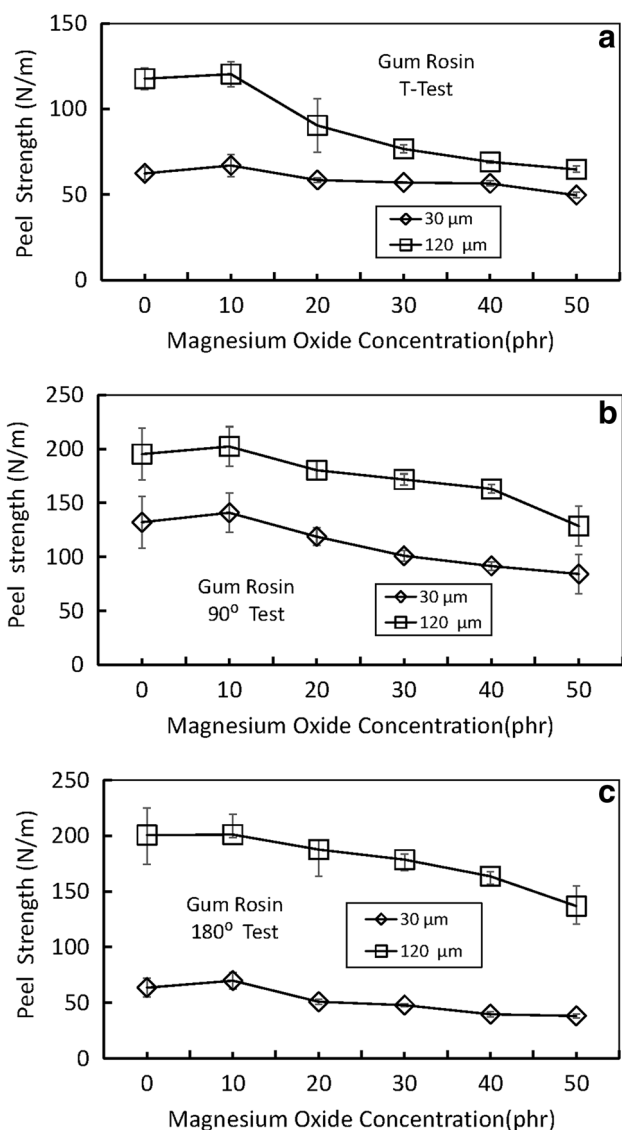 a
150
100
50
0
Peel Strength (N/m)
Gum Rosin
T-Test
30 µm
120 µm
0 10 20 30 40 50
Magnesium Oxide Concentration(phr)
b
250
200
150
100
50
0
Peel strength (N/m)
Gum Rosin
90⁰ Test
30 µm
120 µm
0 10 20 30 40 50
Magnesium Oxide Concentration(phr)
c
250
200
150
100
50
0
Peel Strength (N/m)
Gum Rosin
180⁰ Test
30 µm
120 µm
0 10 20 30 40 50
Magnesium Oxide Concentration(phr)